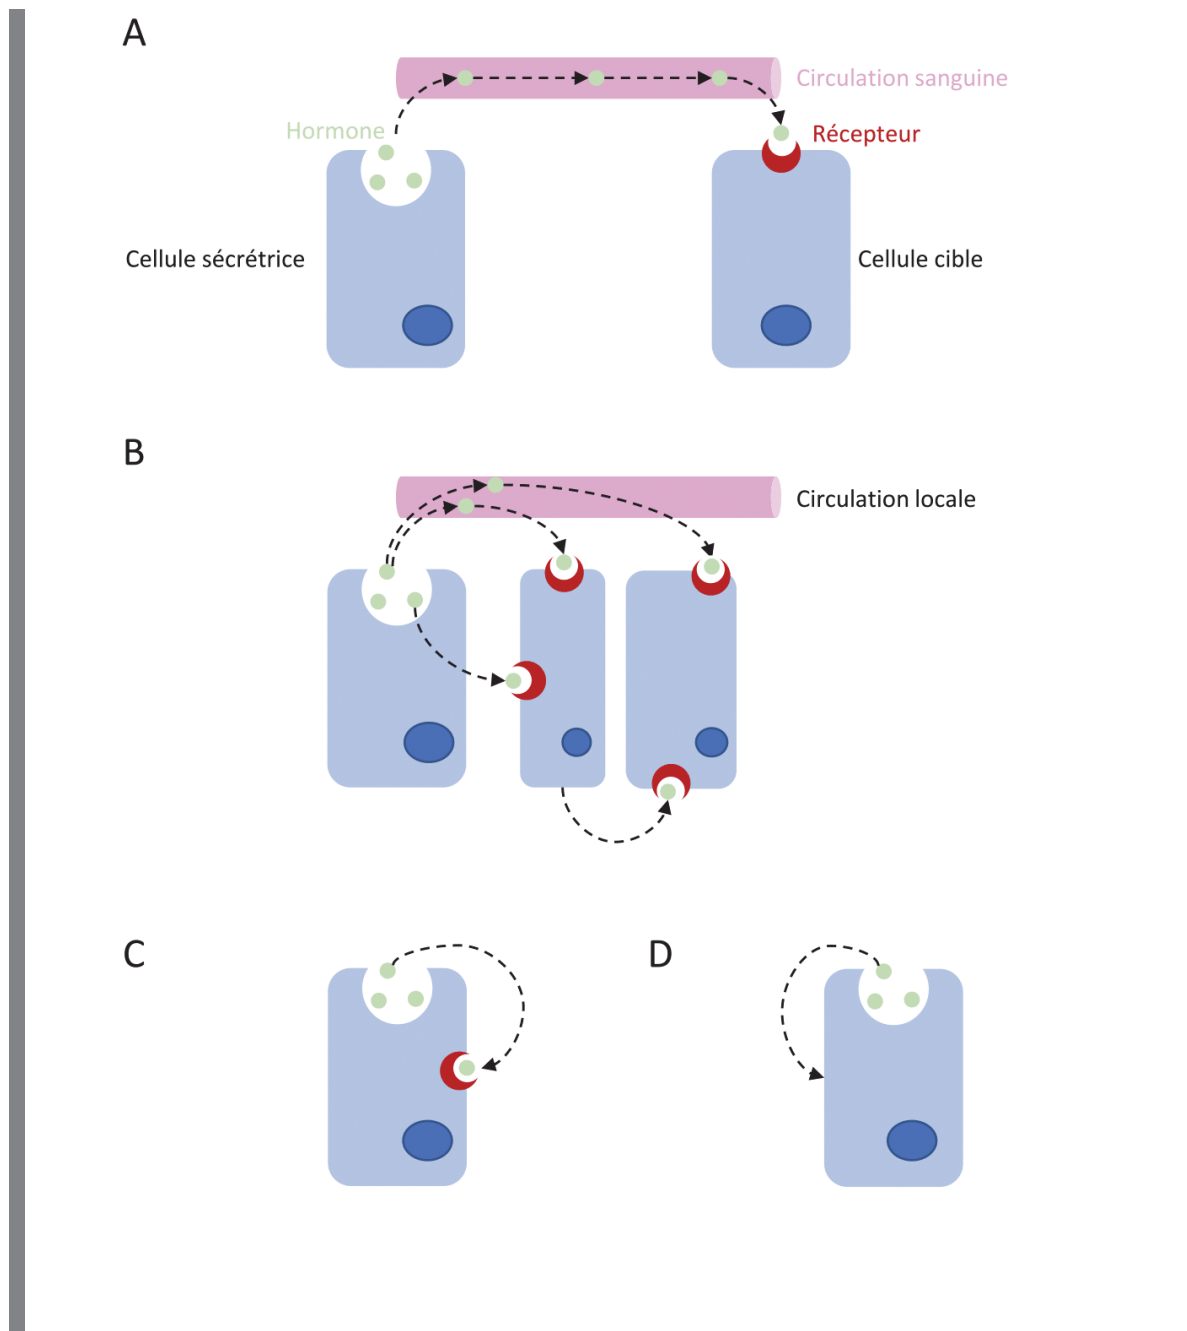 A
Circulation sanguine
Hormone
Récepteur
Cellule sécrétrice
Cellule cible
B
Circulation locale
C
D